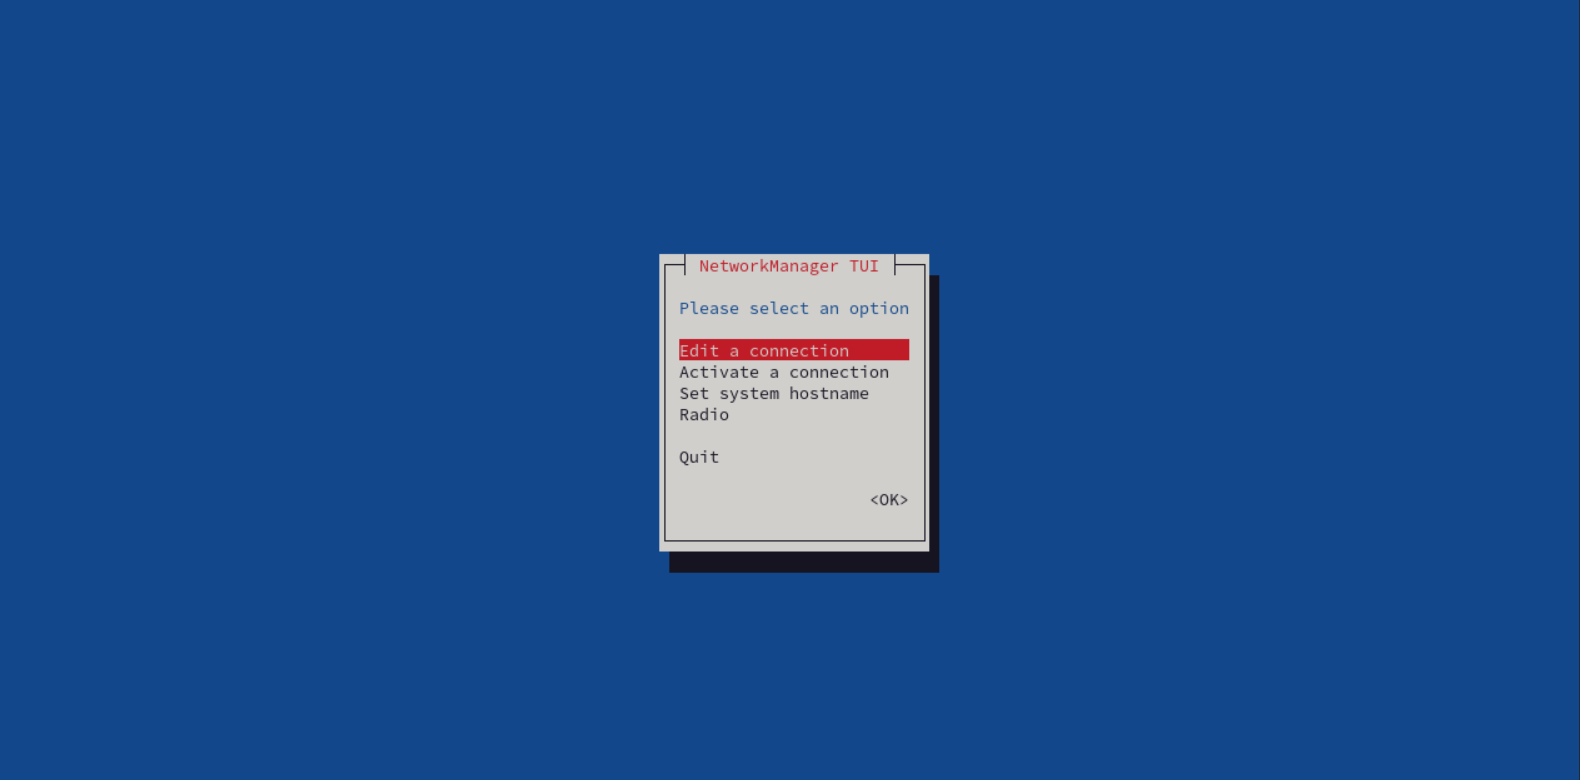 NetworkManager TUI
Please select an option
Edit a connection
Activate a connection
Set system hostname
Radio
Quit
<OK>